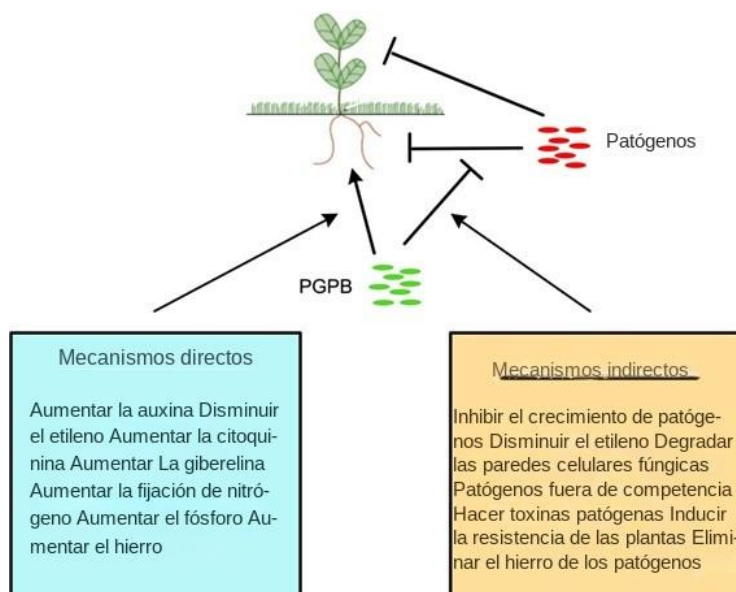 Patógenos
PGPB
Mecanismos directos
Aumentar la auxina Disminuir
el etileno Aumentar la citoqui-
nina Aumentar La giberelina
Aumentar la fijación de nitró-
geno Aumentar el fósforo Au-
mentar el hierro
Mecanismos indirectos
Inhibir el crecimiento de patóge-
nos Disminuir el etileno Degradar
las paredes celulares fúngicas
Patógenos fuera de competencia
Hacer toxinas patógenas Inducir
la resistencia de las plantas Elimi-
nar el hierro de los patógenos